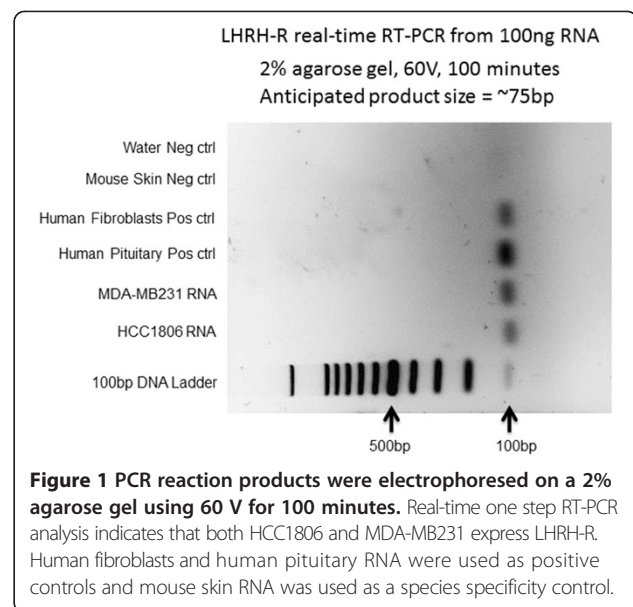 LHRH-R real-time RT-PCR from 100ng RNA
2% agarose gel, 60V, 100 minutes
Anticipated product size = ~75bp
Water Neg ctrl
Mouse Skin Neg ctrl
Human Fibroblasts Pos ctrl
Human Pituitary Pos ctrl
MDA-MB231 RNA
HCC1806 RNA
100bp DNA Ladder
500bp
100bp
Figure 1 PCR reaction products were electrophoresed on a 2%
agarose gel using 60 V for 100 minutes. Real-time one step RT-PCR
analysis indicates that both HCC1806 and MDA-MB231 express LHRH-R.
Human fibroblasts and human pituitary RNA were used as positive
controls and mouse skin RNA was used as a species specificity control.